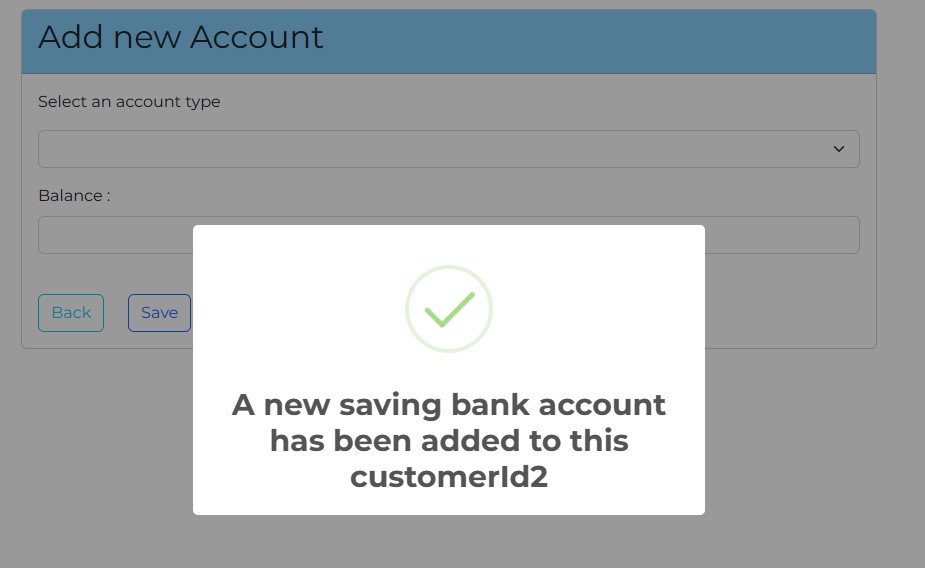 Add new Account
Select an account type
Balance :
Back
Save
A new saving bank account
has been added to this
customerId2